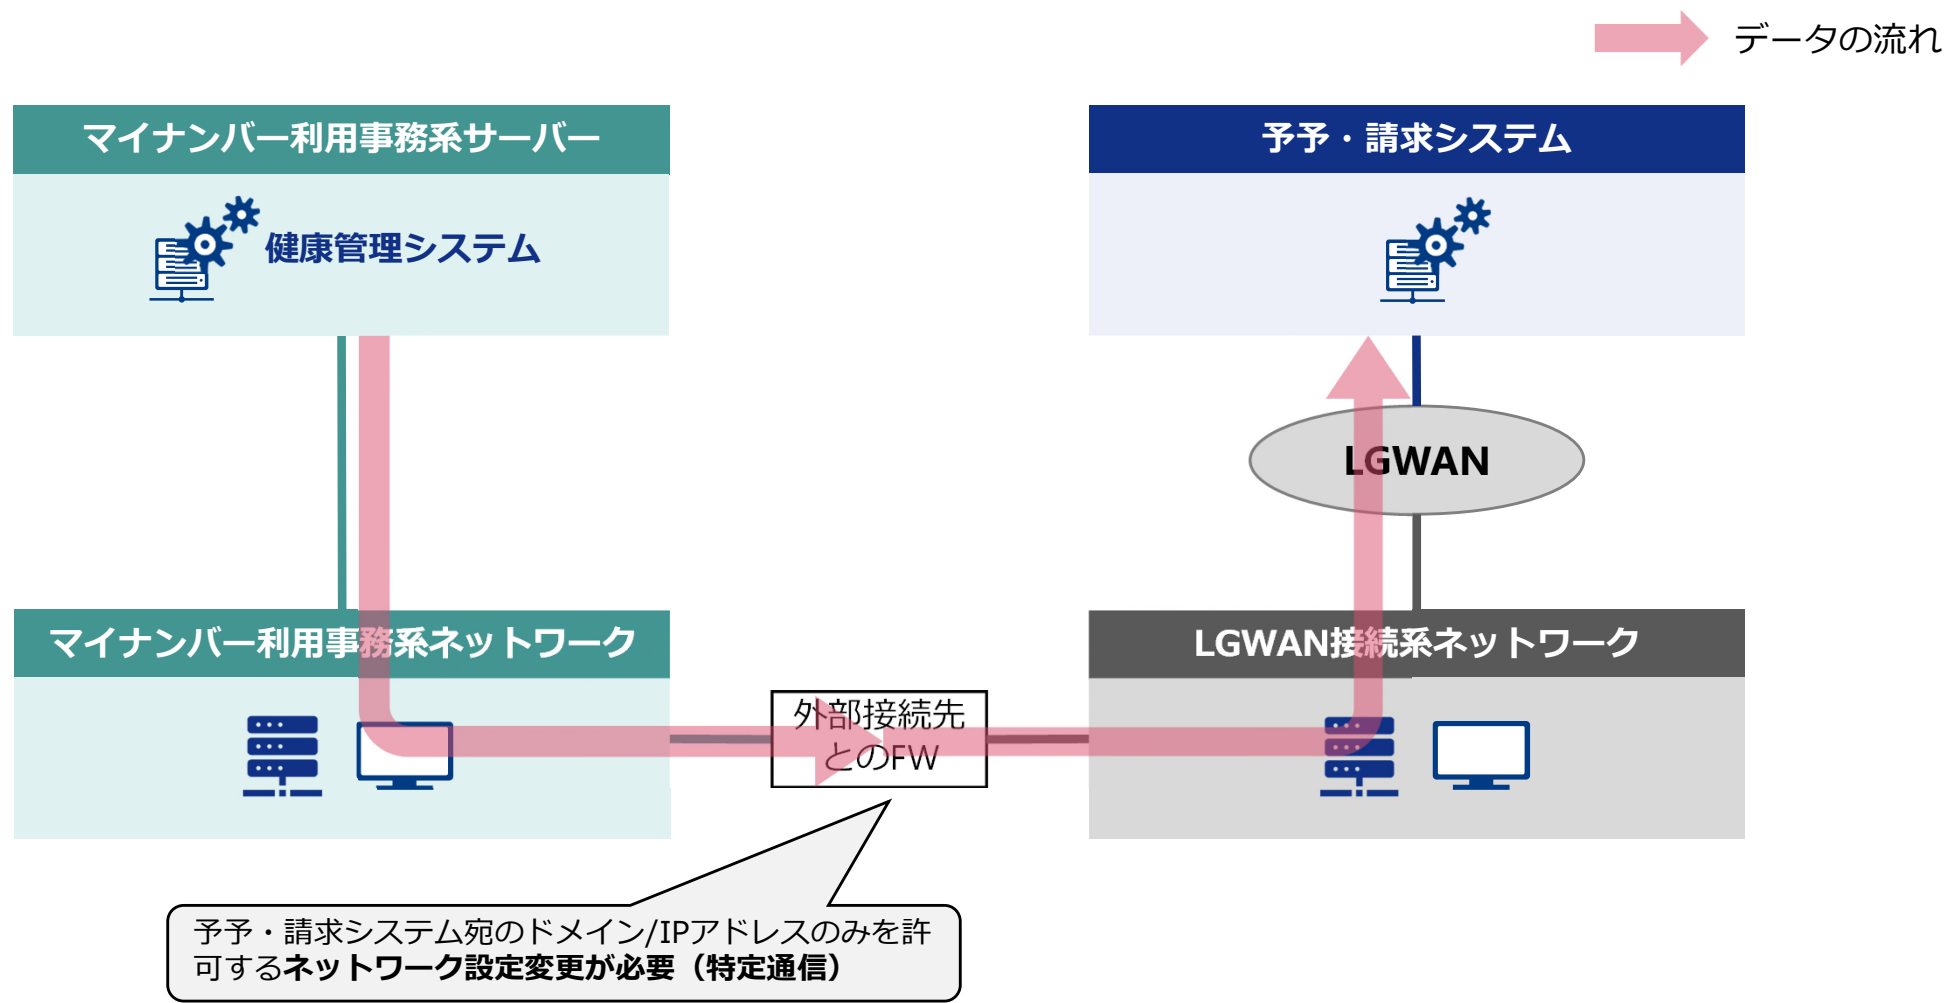 データの流れ
マイナンバー利用事務系サーバー
予予・請求システム
健康管理システム
LGWAN
マイナンバー利用事務系ネットワーク
LGWAN接続系ネットワーク
外部接続先
とのFW
予予・請求システム宛のドメイン/IPアドレスのみを許
可するネットワーク設定変更が必要（特定通信）